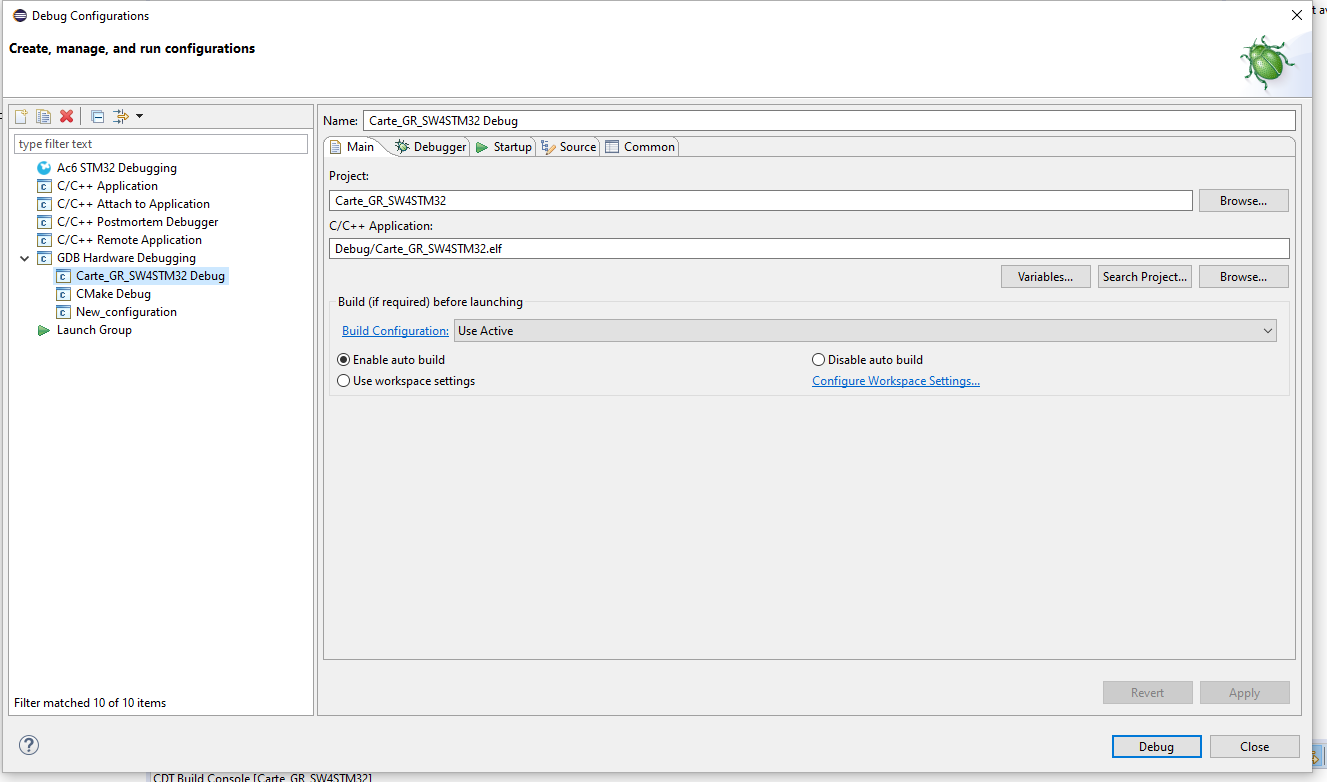 Debug Configurations
Create, manage, and run configurations
type filter text
Ac6 STM32 Debugging
C/C++ Application
C/C++ Attach to Application
C/C++ Postmortem Debugger
C/C++ Remote Application
GDB Hardware Debugging
Carte_GR_SW4STM32 Debug
CMake Debug
New_configuration
Launch Group
Filter matched 10 of 10 items
Name: Carte_GR_SW4STM32 Debug
Main Debugger Startup Source Common
Project:
Carte_GR_SW4STM32 Browse...
C/C++ Application:
Debug/Carte_GR_SW4STM32.elf
Variables... Search Project... Browse...
Build (if required) before launching
Build Configuration: Use Active
Enable auto build Disable auto build
Use workspace settings Configure Workspace Settings...
Revert Apply
Debug Close
CDT Build Console [Carte_GR_SW4STM32]